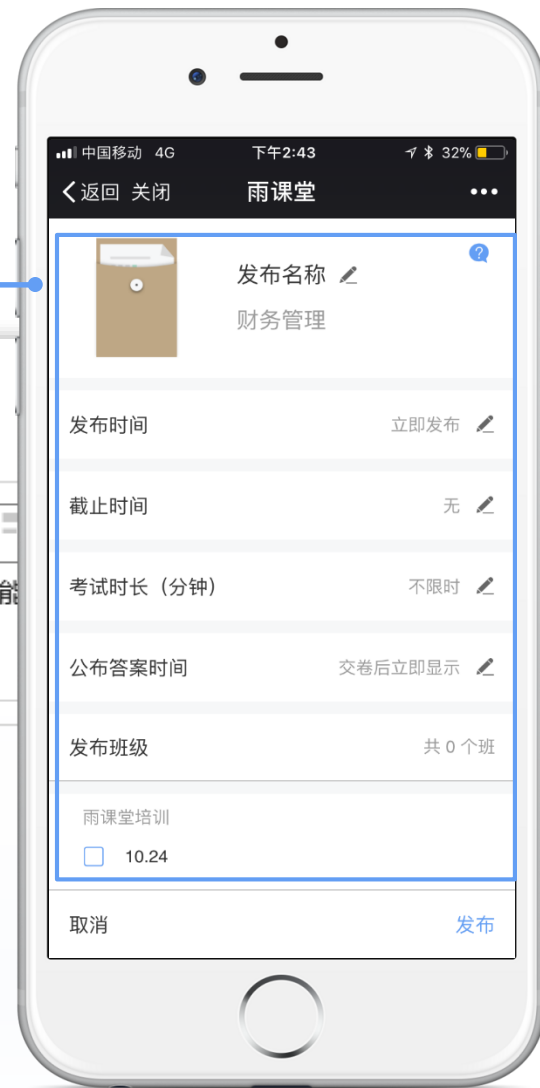 中国移动 4G 下午2:43 32%
返回 关闭 雨课堂
发布名称
财务管理
发布时间 立即发布
截止时间 无
能
考试时长（分钟） 不限时
公布答案时间 交卷后立即显示
发布班级 共 0 个班
雨课堂培训
10.24
取消 发布